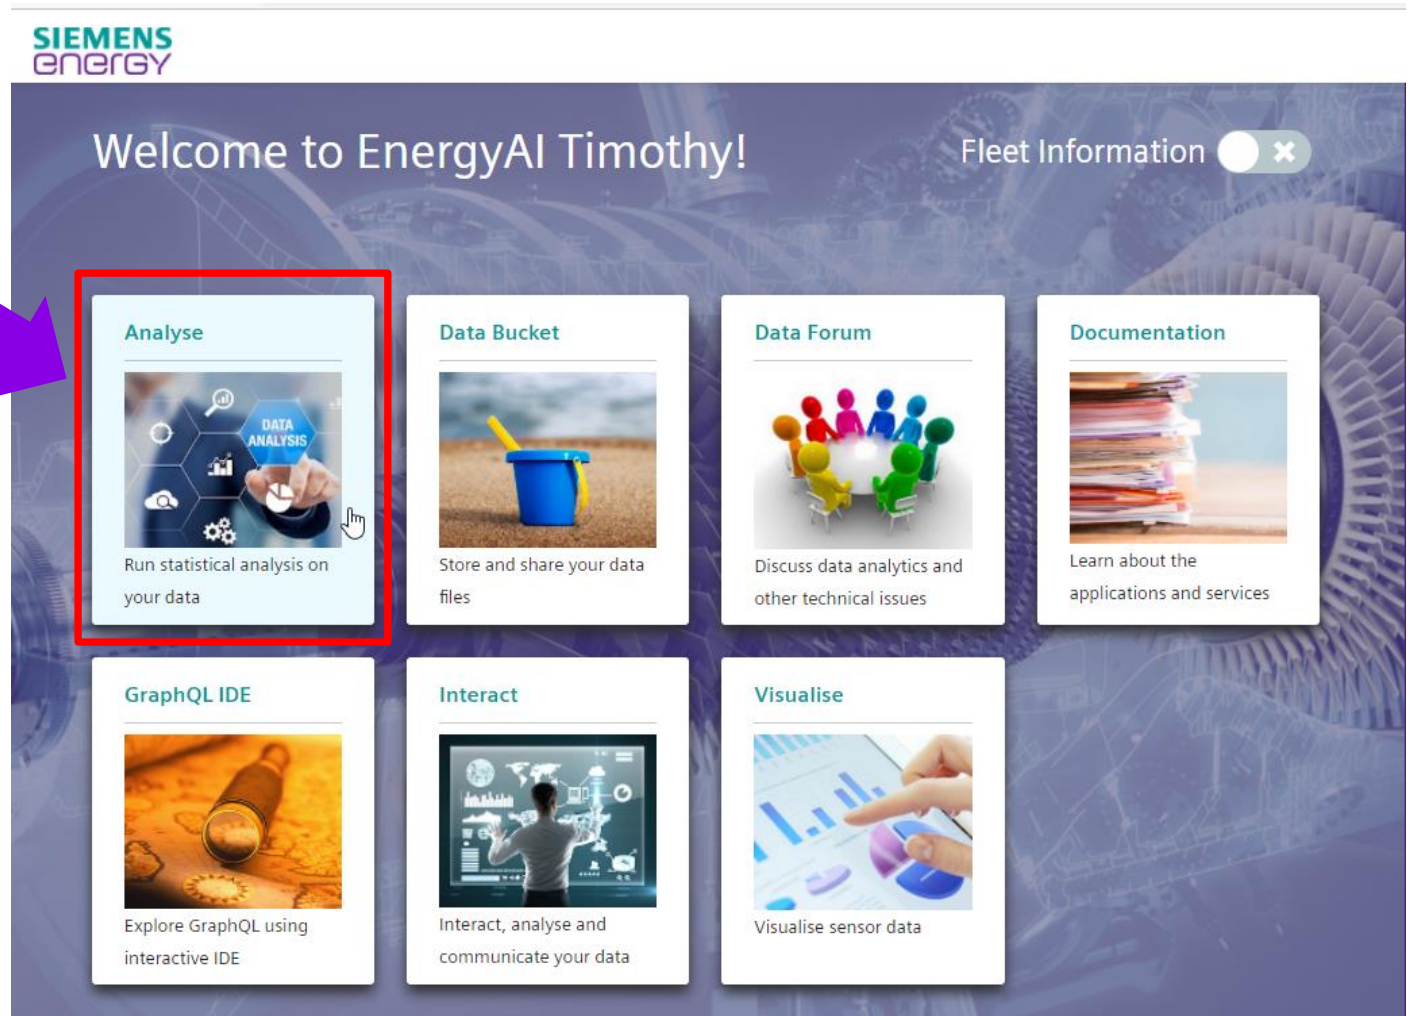 SIEMENS
energy
Welcome to EnergyAI Timothy!
Fleet Information
Analyse
DATA
ANALYSIS
Run statistical analysis on
your data
Data Bucket
Store and share your data
files
Data Forum
Discuss data analytics and
other technical issues
Documentation
Learn about the
applications and services
GraphQL IDE
Explore GraphQL using
interactive IDE
Interact
Interact, analyse and
communicate your data
Visualise
Visualise sensor data